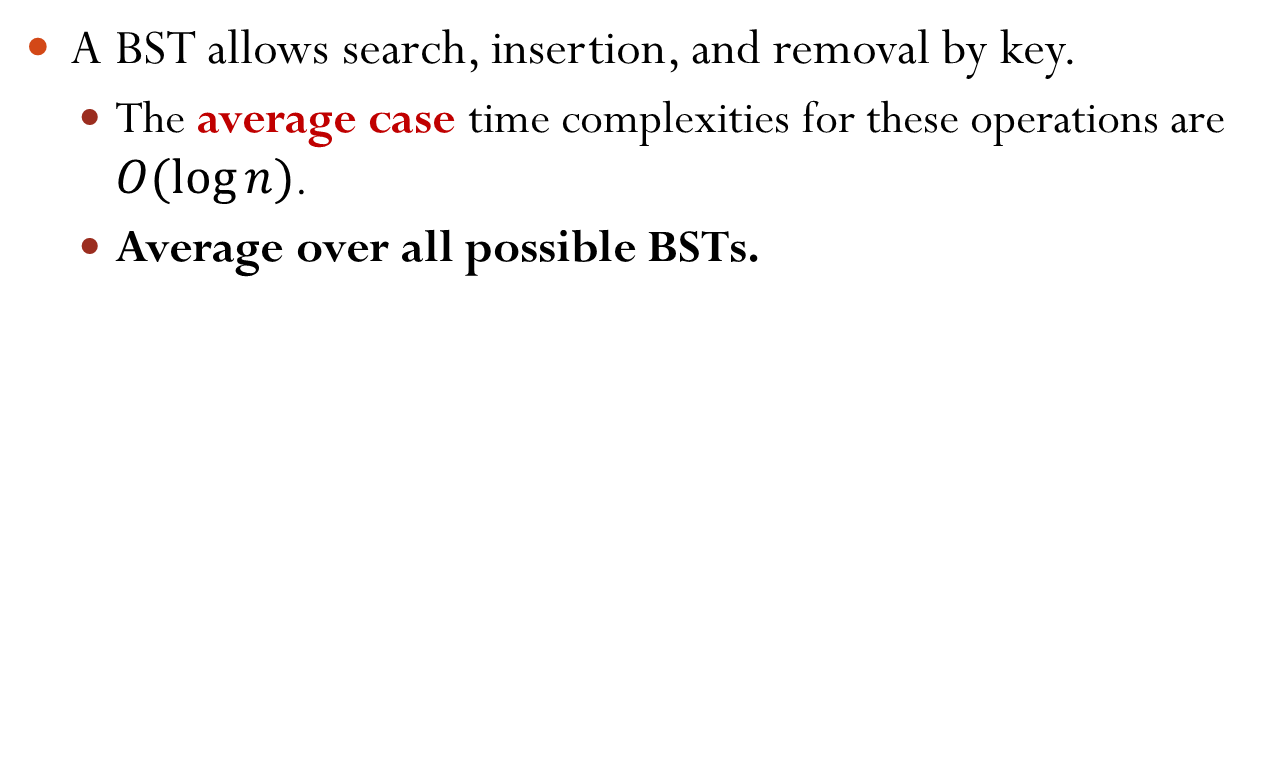 • A BST allows search, insertion, and removal by key.
• The average case time complexities for these operations are
O(log n).
• Average over all possible BSTs.